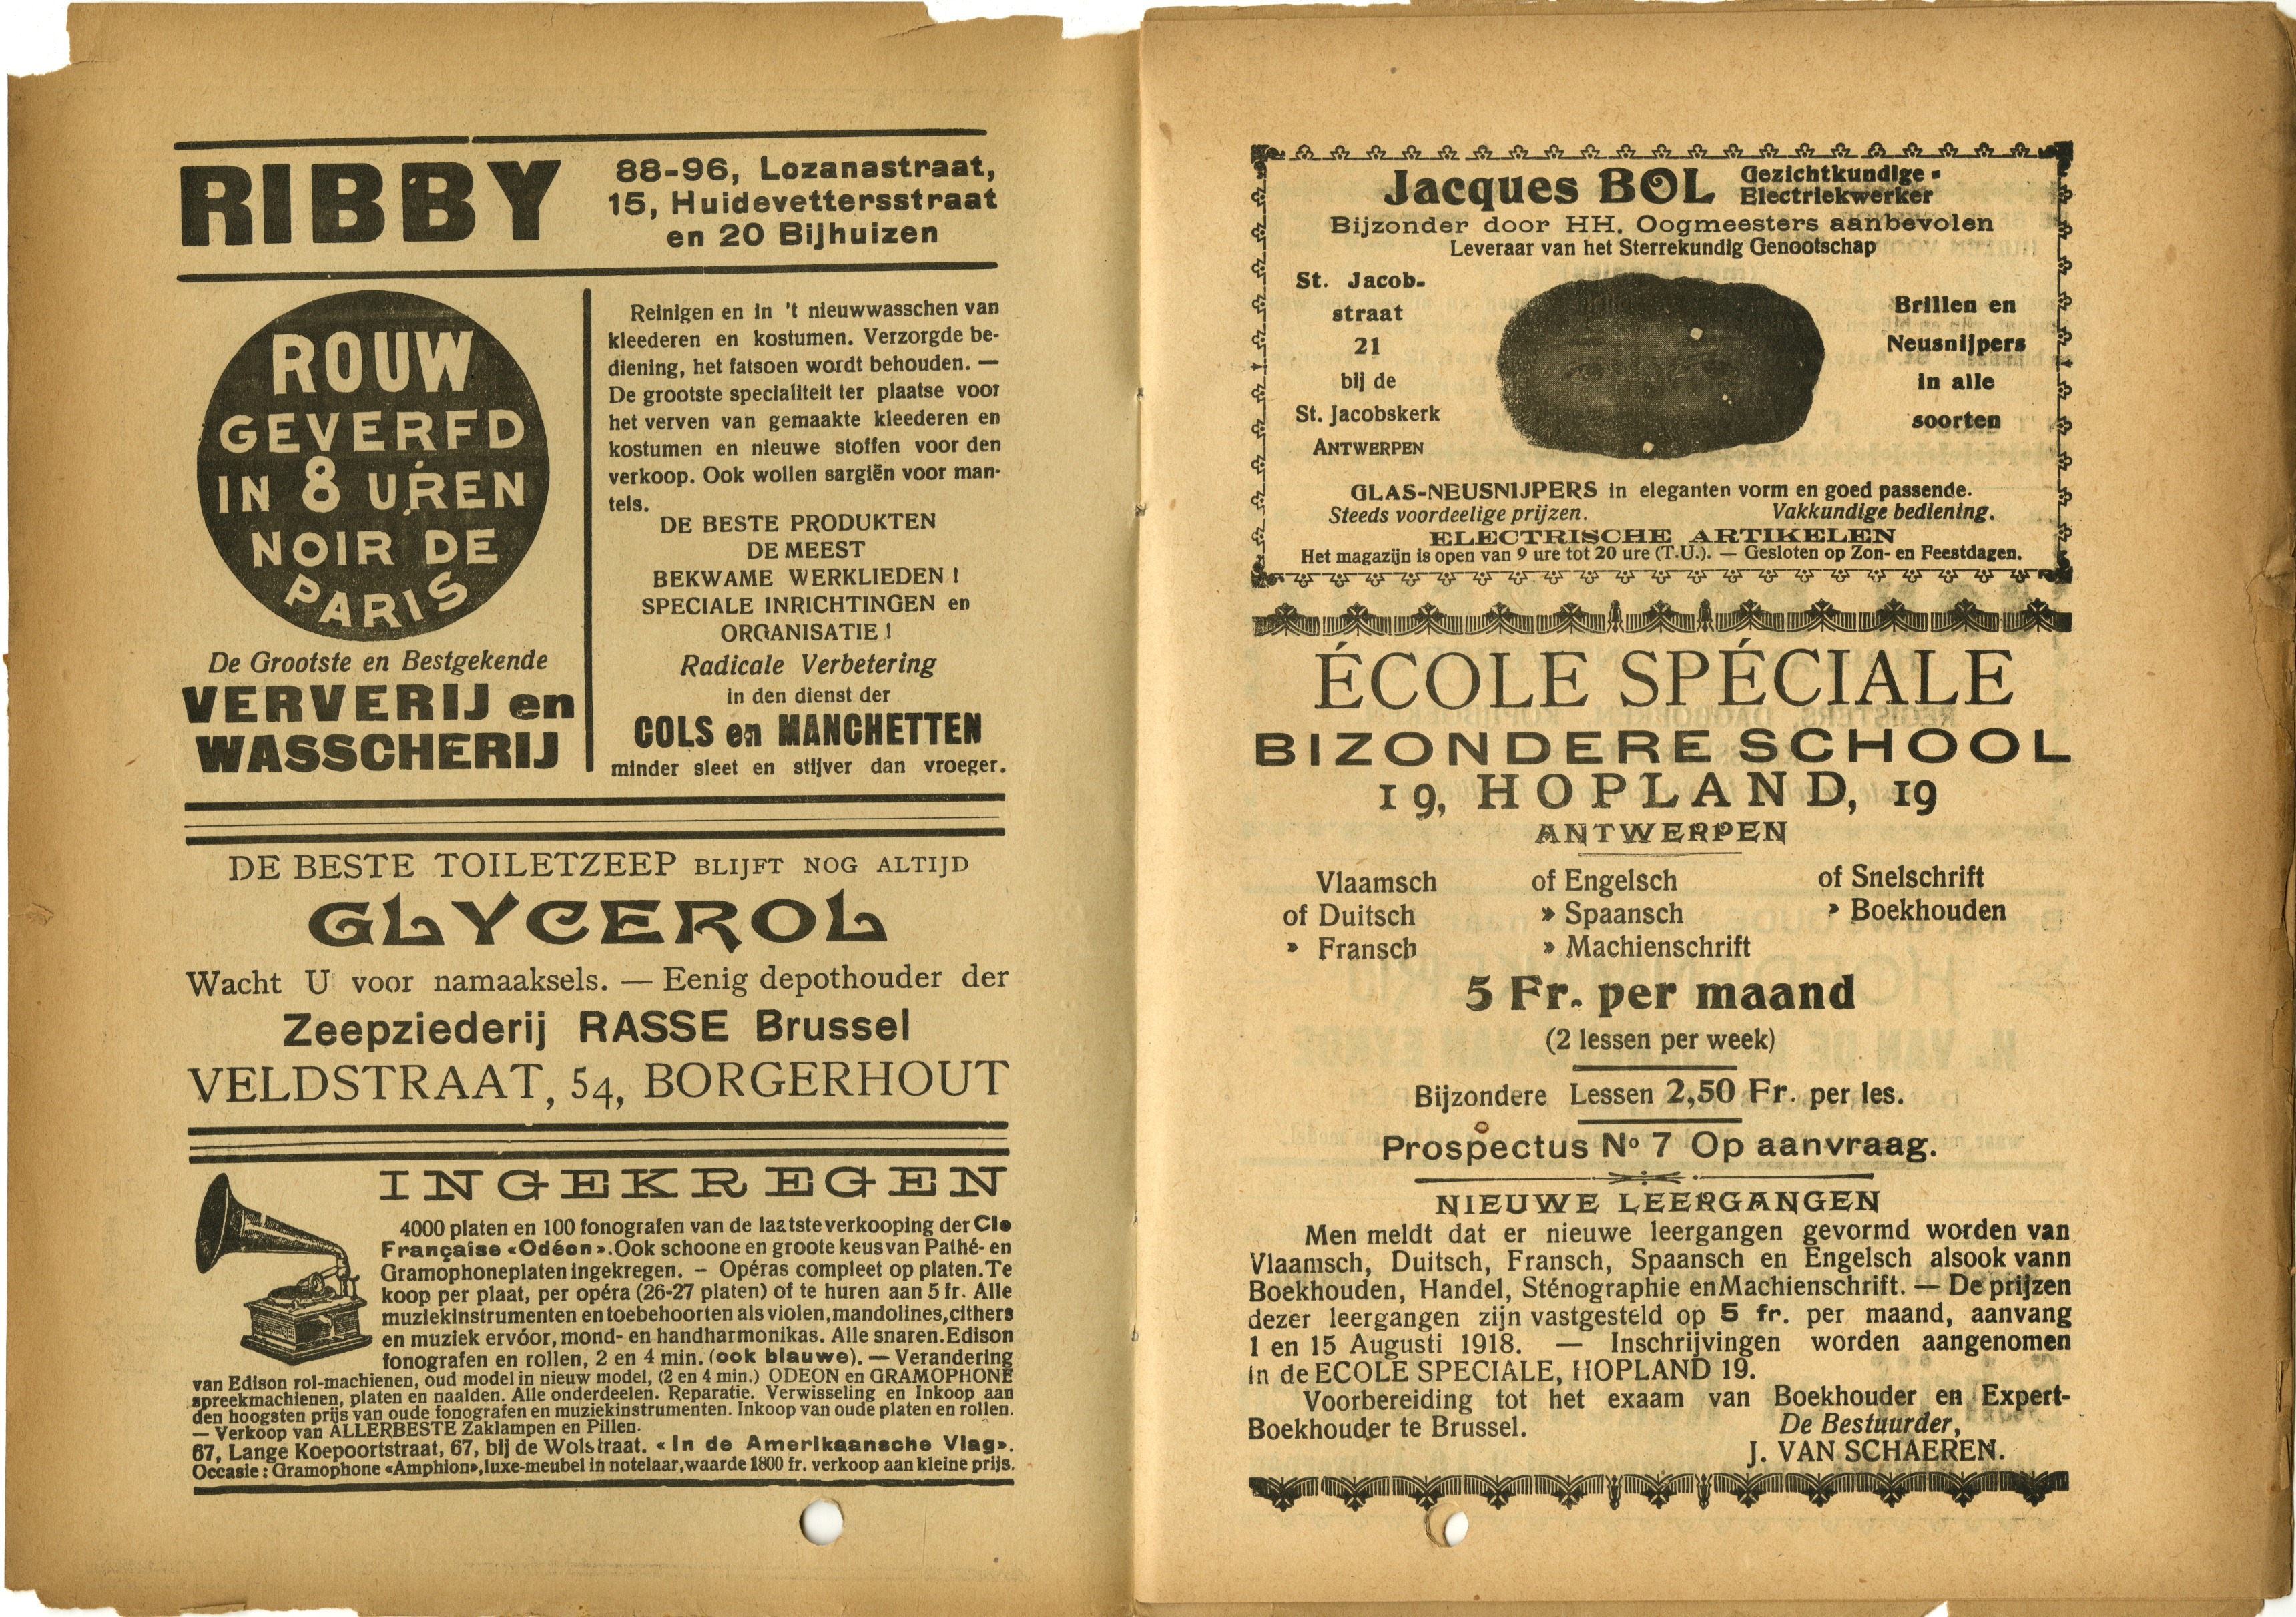 RIBBY
88-96, Lozanastraat,
15, Huidevettersstraat
en 20 Bijhuizen
ROUW
GEVERFD
IN 8 UREN
NOIR DE
PARIS
De Grootste en Bestgekende
VERVERIJ en
WASSCHERIJ
Reinigen en in 't nieuwwasschen van
kleederen en kostumen. Verzorgde be-
diening, het fatsoen wordt behouden. —
De grootste specialiteit ter plaatse voor
het verven van gemaakte kleederen en
kostumen en nieuwe stoffen voor den
verkoop. Ook wollen sargiën voor man-
tels.
DE BESTE PRODUKTEN
DE MEEST
BEKWAME WERKLIEDEN !
SPECIALE INRICHTINGEN en
ORGANISATIE !
Radicale Verbetering
in den dienst der
COLS en MANCHETTEN
minder sleet en stijver dan vroeger.
DE BESTE TOILETZEEP BLIJFT NOG ALTIJD
GLYCEROL
Wacht U voor namaaksels. — Eenig depothouder der
Zeepziederij RASSE Brussel
VELDSTRAAT, 54, BORGERHOUT
INGEKREGEN
4000 platen en 100 fonografen van de laatste verkooping der Cie
Française «Odéon». Ook schoone en groote keus van Pathé- en
Gramophoneplaten ingekregen. — Opéras compleet op platen. Te
koop per plaat, per opéra (26-27 platen) of te huren aan 5 fr. Alle
muziekinstrumenten en toebehoorten als violen, mandolines, cithers
en muziek ervóor, mond- en handharmonikas. Alle snaren. Edison
fonografen en rollen, 2 en 4 min. (ook blauwe). — Verandering
van Edison rol-machienen, oud model in nieuw model, (2 en 4 min.) ODEON en GRAMOPHONE
spreekmachienen, platen en naalden. Alle onderdeelen. Reparatie. Verwisseling en Inkoop aan
den hoogsten prijs van oude fonografen en muziekinstrumenten. Inkoop van oude platen en rollen.
— Verkoop van ALLERBESTE Zaklampen en Pillen.
67, Lange Koepoortstraat, 67, bij de Wolstraat. «In de Amerikaansche Vlag».
Occasie : Gramophone «Amphion», luxe-meubel in notelaar, waarde 1800 fr. verkoop aan kleine prijs.
Jacques BOL Gezichtkundige -
Electriekwerker
Bijzonder door HH. Oogmeesters aanbevolen
Leveraar van het Sterrekundig Genootschap
St. Jacob-
straat
21
bij de
St. Jacobskerk
ANTWERPEN
Brillen en
Neusnijpers
in alle
soorten
GLAS-NEUSNIJPERS in eleganten vorm en goed passende.
Steeds voordeelige prijzen. Vakkundige bediening.
ELECTRISCHE ARTIKELEN
Het magazijn is open van 9 ure tot 20 ure (T.U.). — Gesloten op Zon- en Feestdagen.
ÉCOLE SPÉCIALE
BIZONDERE SCHOOL
19, HOPLAND, 19
ANTWERPEN
Vlaamsch of Engelsch of Snelschrift
of Duitsch » Spaansch » Boekhouden
» Fransch » Machienschrift
5 Fr. per maand
(2 lessen per week)
Bijzondere Lessen 2,50 Fr. per les.
Prospectus No 7 Op aanvraag.
NIEUWE LEERGANGEN
Men meldt dat er nieuwe leergangen gevormd worden van
Vlaamsch, Duitsch, Fransch, Spaansch en Engelsch alsook vann
Boekhouden, Handel, Sténographie en Machienschrift. — De prijzen
dezer leergangen zijn vastgesteld op 5 fr. per maand, aanvang
1 en 15 Augusti 1918. — Inschrijvingen worden aangenomen
in de ECOLE SPECIALE, HOPLAND 19.
Voorbereiding tot het exaam van Boekhouder en Expert-
Boekhouder te Brussel.
De Bestuurder,
J. VAN SCHAEREN.